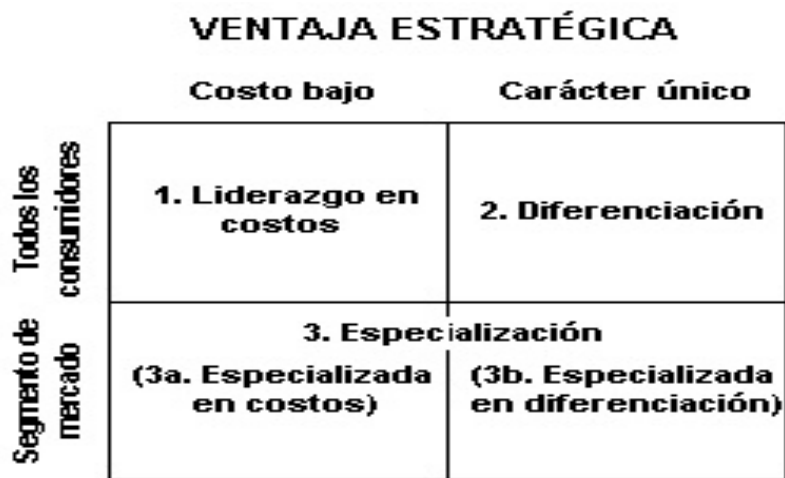 VENTAJA ESTRATÉGICA
Costo bajo
Carácter único
Todos los
consumridores
1. Liderazgo en
costos
2. Diferenciación
Segmento de
mercado
3. Especialización
(3a. Especializada
en costos)
(3b. Especializada
en diferenciación)